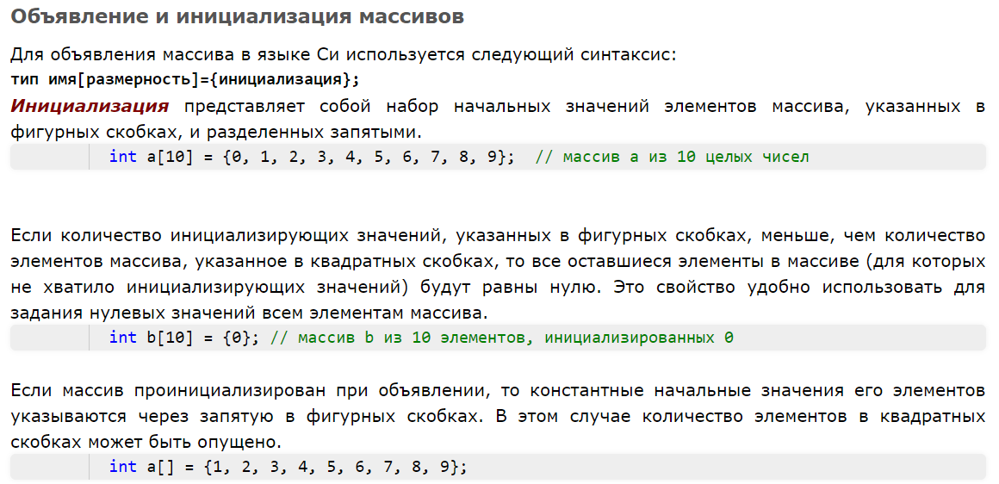 Объявление и инициализация массивов
Для объявления массива в языке Си используется следующий синтаксис:
тип имя[размерность]={инициализация};
Инициализация представляет собой набор начальных значений элементов массива, указанных в
фигурных скобках, и разделенных запятыми.
int a[10] = {0, 1, 2, 3, 4, 5, 6, 7, 8, 9};  // массив a из 10 целых чисел
Если количество инициализирующих значений, указанных в фигурных скобках, меньше, чем количество
элементов массива, указанное в квадратных скобках, то все оставшиеся элементы в массиве (для которых
не хватило инициализирующих значений) будут равны нулю. Это свойство удобно использовать для
задания нулевых значений всем элементам массива.
int b[10] = {0}; // массив b из 10 элементов, инициализированных 0
Если массив проинициализирован при объявлении, то константные начальные значения его элементов
указываются через запятую в фигурных скобках. В этом случае количество элементов в квадратных
скобках может быть опущено.
int a[] = {1, 2, 3, 4, 5, 6, 7, 8, 9};